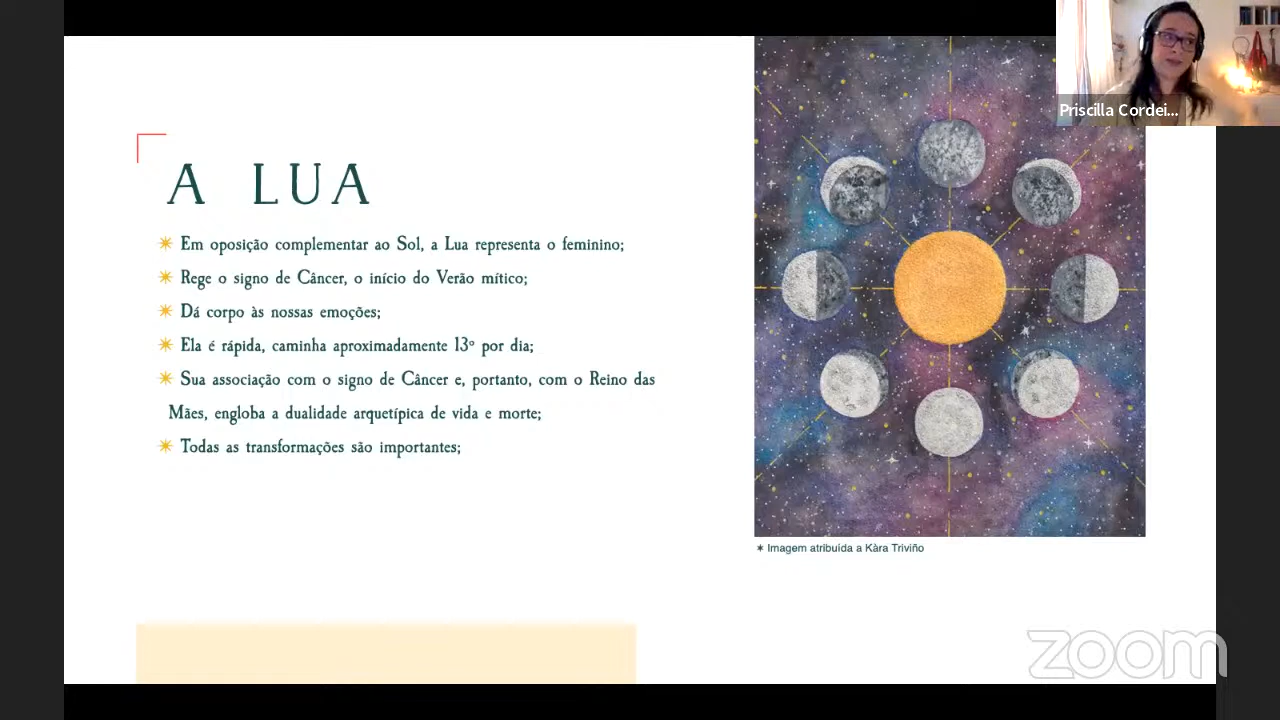 Priscilla Cordei...
A LUA
Em oposição complementar ao Sol, a Lua representa o feminino;
Rege o signo de Câncer, o início do Verão mítico;
Dá corpo às nossas emoções;
Ela é rápida, caminha aproximadamente 13º por dia;
Sua associação com o signo de Câncer e, portanto, com o Reino das
Mães, engloba a dualidade arquetípica de vida e morte;
Todas as transformações são importantes;
✶ Imagem atribuída a Kàra Triviño
zoom